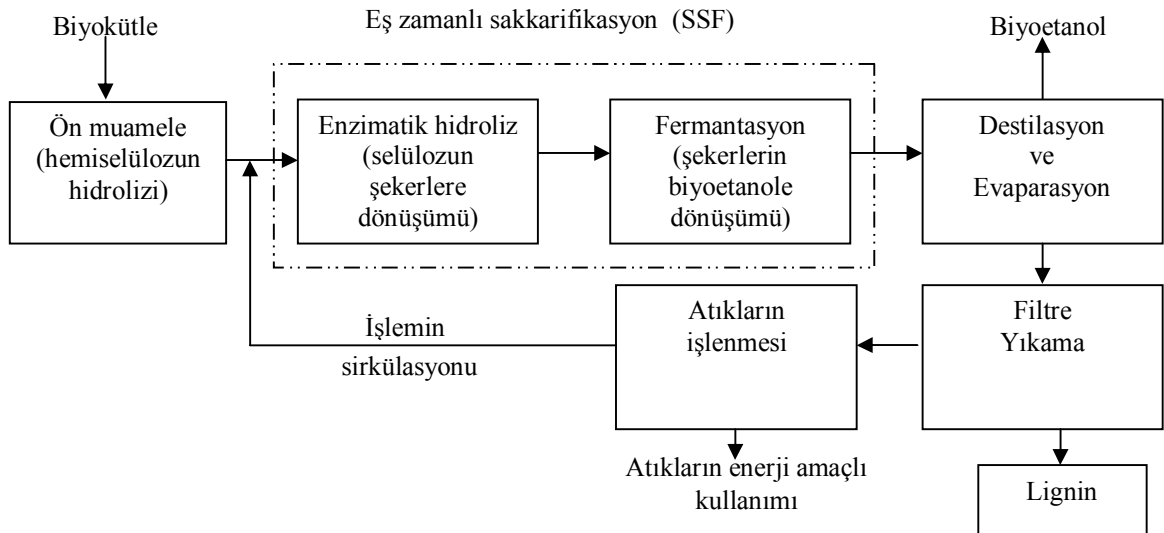 Biyokütle
Eş zamanlı sakkarifikasyon (SSF)
Biyoetanol
Ön muamele
(hemiselülozun
hidrolizi)
Enzimatik hidroliz
(selülozun
şekerlere
dönüşümü)
Fermantasyon
(şekerlerin
biyoetanole
dönüşümü)
Destilasyon
ve
Evaparasyon
İşlemin
sirkülasyonu
Atıkların
işlenmesi
Filtre
Yıkama
Atıkların enerji amaçlı
kullanımı
Lignin